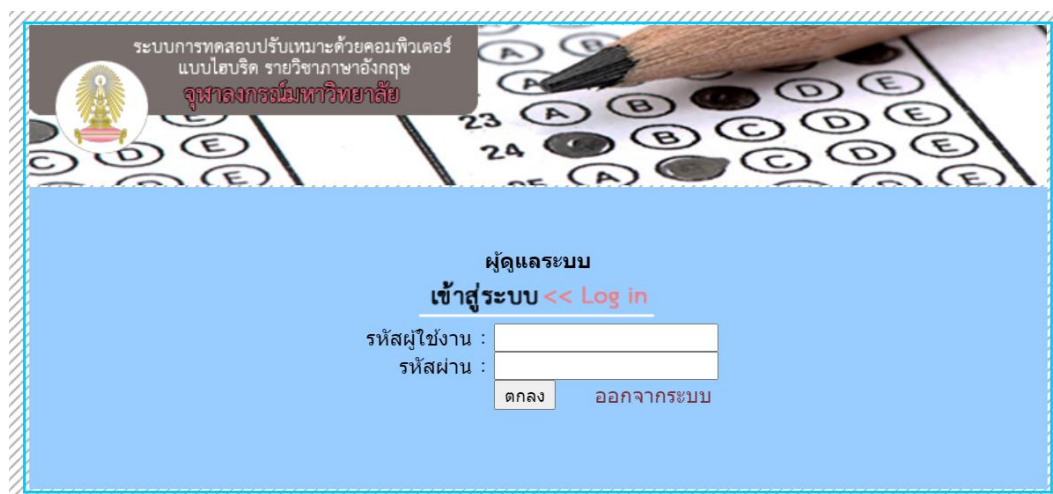 ระบบการทดสอบปรับเหมาะด้วยคอมพิวเตอร์
แบบไฮบริด รายวิชาภาษาอังกฤษ
จุฬาลงกรณ์มหาวิทยาลัย
A B
A B D E
23 A B D E
24 B C D E
C D E A C D E
E
ผู้ดูแลระบบ
เข้าสู่ระบบ << Log in
รหัสผู้ใช้งาน :
รหัสผ่าน :
ตกลง ออกจากระบบ